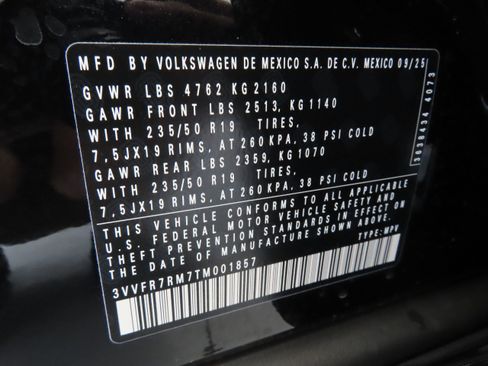 MFD BY VOLKSWAGEN DE MEXICO S.A. DE C.V. MEXICO 09/25
GVWR LBS 4762 KG 2160
GAWR FRONT LBS 2513, KG 1140
WITH 235/50 R19 TIRES,
7,5JX19 RIMS, AT 260 KPA, 38 PSI COLD
GAWR REAR LBS 2359, KG 1070
WITH 235/50 R19 TIRES,
7,5JX19 RIMS, AT 260 KPA, 38 PSI COLD
THIS VEHICLE CONFORMS TO ALL APPLICABLE
U.S. FEDERAL MOTOR VEHICLE SAFETY AND
THEFT PREVENTION STANDARDS IN EFFECT ON
THE DATE OF MANUFACTURE SHOWN ABOVE.
3VVFR7RM7TM001857 TYPE: MPV
3838434 4073